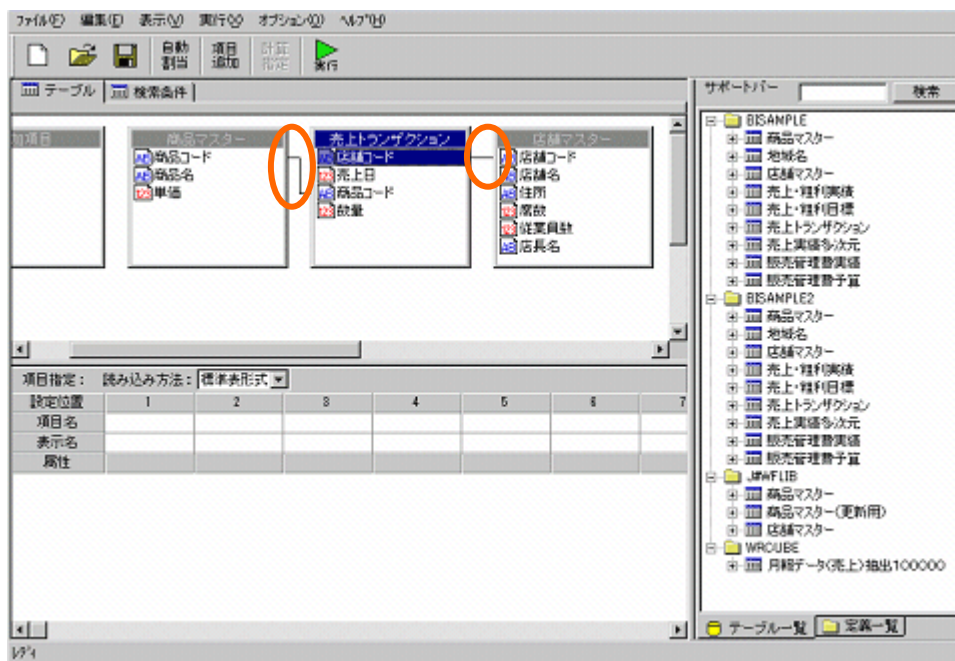 ファイル(F) 編集(E) 表示(V) 実行(X) オプション(O) ヘルプ(H)
自動割当 項目追加 計算指定 実行
テーブル 検索条件
加項目
商品マスター
商品コード
商品名
単価
売上トランザクション
店舗コード
売上日
商品コード
数量
店舗マスター
店舗コード
店舗名
住所
席数
従業員数
店長名
項目指定： 読み込み方法： 標準表形式
設定位置 1 2 3 4 5 6 7
項目名
表示名
属性
サポートバー 検索
BISAMPLE
商品マスター
地域名
店舗マスター
売上・粗利実績
売上・粗利目標
売上トランザクション
売上実績多次元
販売管理費実績
販売管理費予算
BISAMPLE2
商品マスター
地域名
店舗マスター
売上・粗利実績
売上・粗利目標
売上トランザクション
売上実績多次元
販売管理費実績
販売管理費予算
J#WFLIB
商品マスター
商品マスター(更新用)
店舗マスター
WRCUBE
月報データ(売上)抽出100000
テーブル一覧 定義一覧
レディ